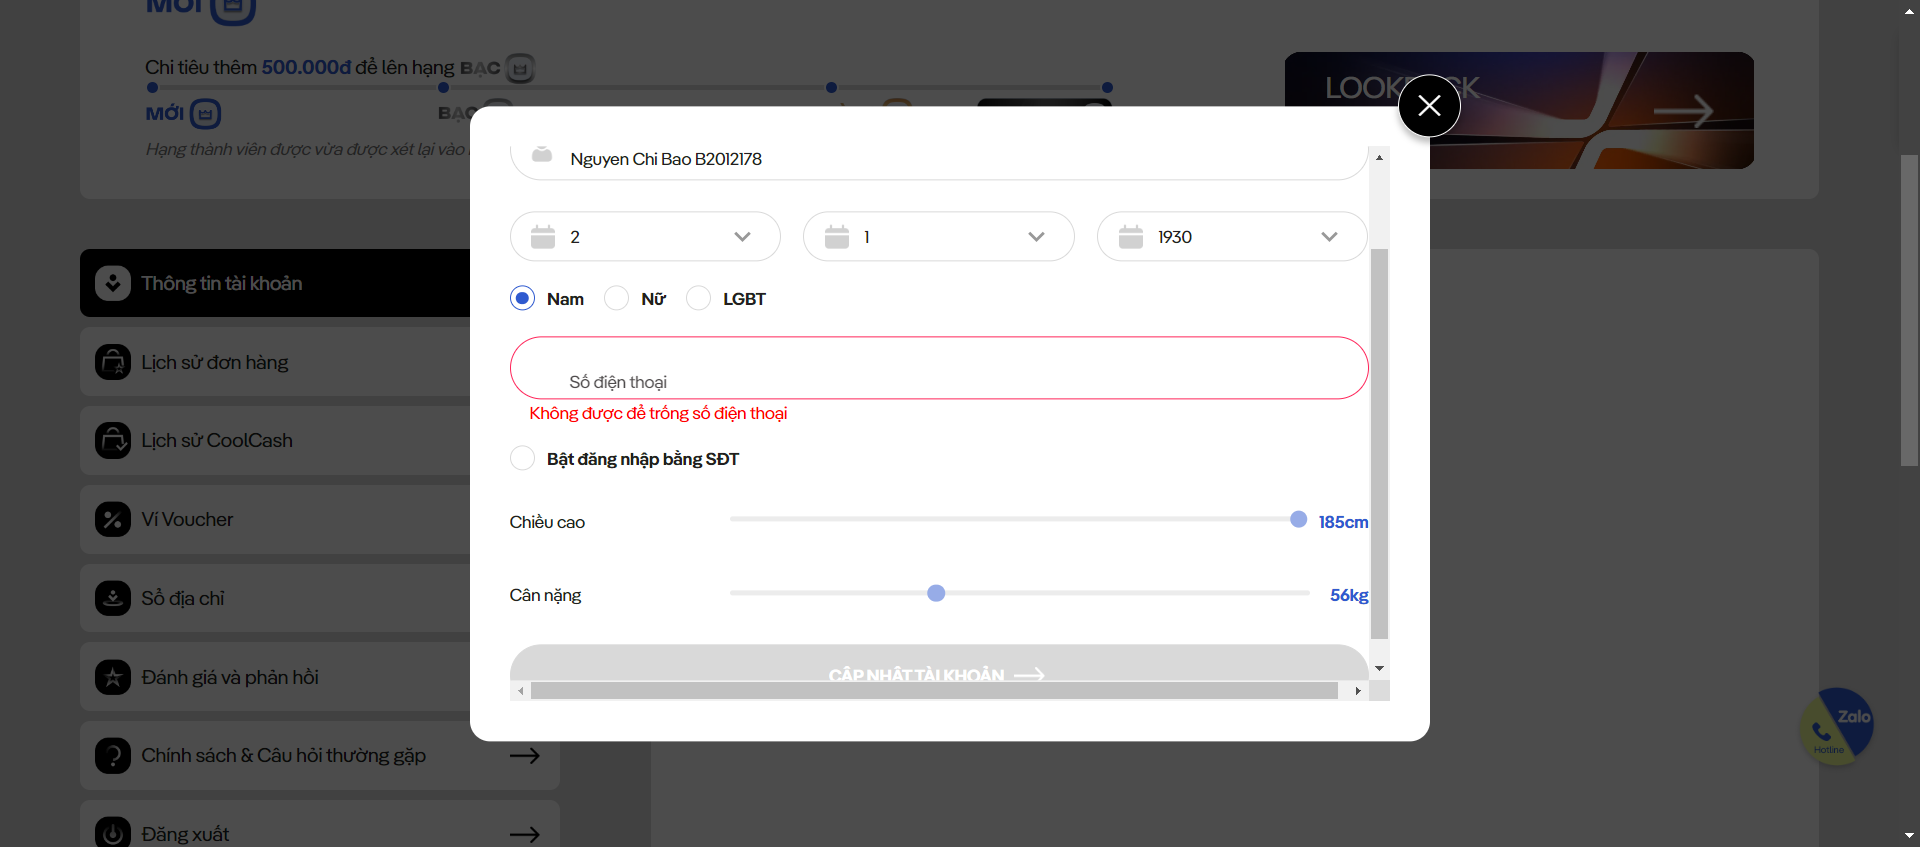 MỚI
Chi tiêu thêm 500.000đ để lên hạng BẠC
MỚI
Hạng thành viên được vừa được xét lại vào
LOOK
K
Thông tin tài khoản
Lịch sử đơn hàng
Lịch sử CoolCash
Ví Voucher
Sổ địa chỉ
Đánh giá và phản hồi
Chính sách & Câu hỏi thường gặp
Đăng xuất
Nguyen Chi Bao B2012178
2
1
1930
Nam
Nữ
LGBT
Số điện thoại
Không được để trống số điện thoại
Bật đăng nhập bằng SĐT
Chiều cao
185cm
Cân nặng
56kg
CẬP NHẬT TÀI KHOẢN
Zalo
Hotline